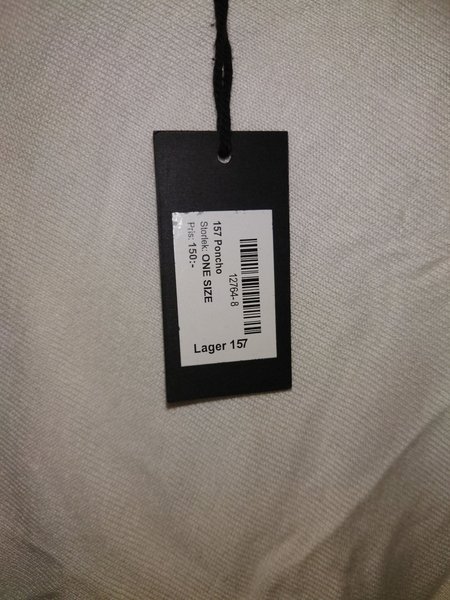 157 Poncho
Storlek: ONE SIZE
Pris: 150:-
12764-8
Lager 157